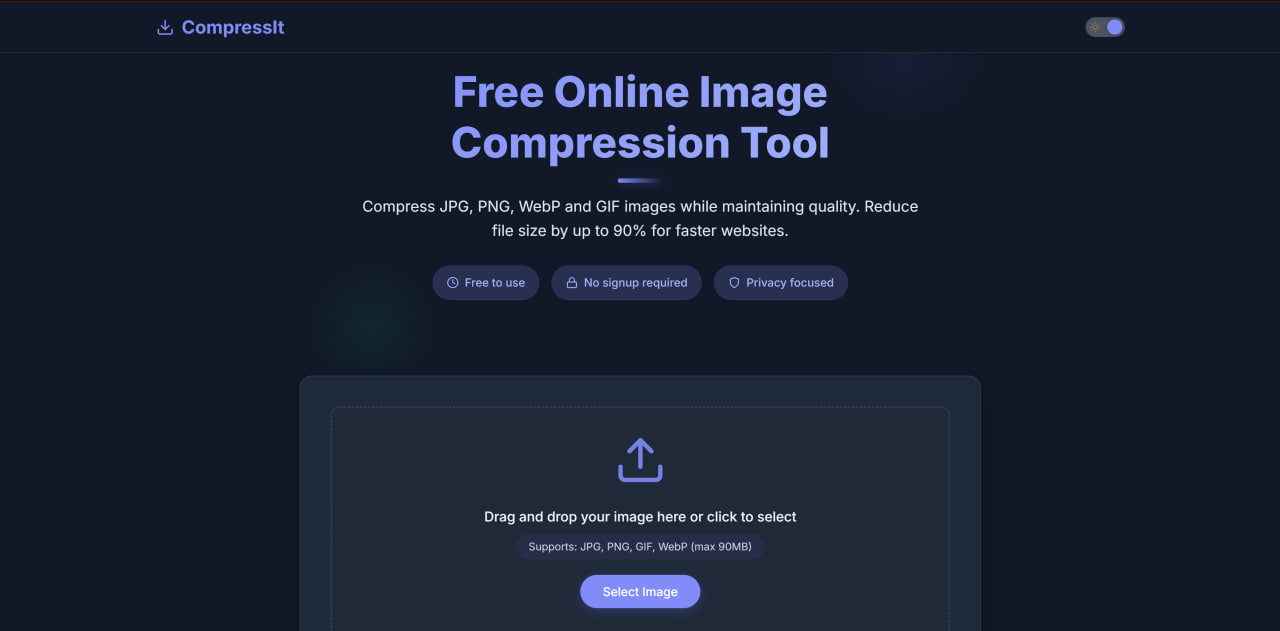 CompressIt
Free Online Image
Compression Tool
Compress JPG, PNG, WebP and GIF images while maintaining quality. Reduce
file size by up to 90% for faster websites.
Free to use
No signup required
Privacy focused
Drag and drop your image here or click to select
Supports: JPG, PNG, GIF, WebP (max 90MB)
Select Image